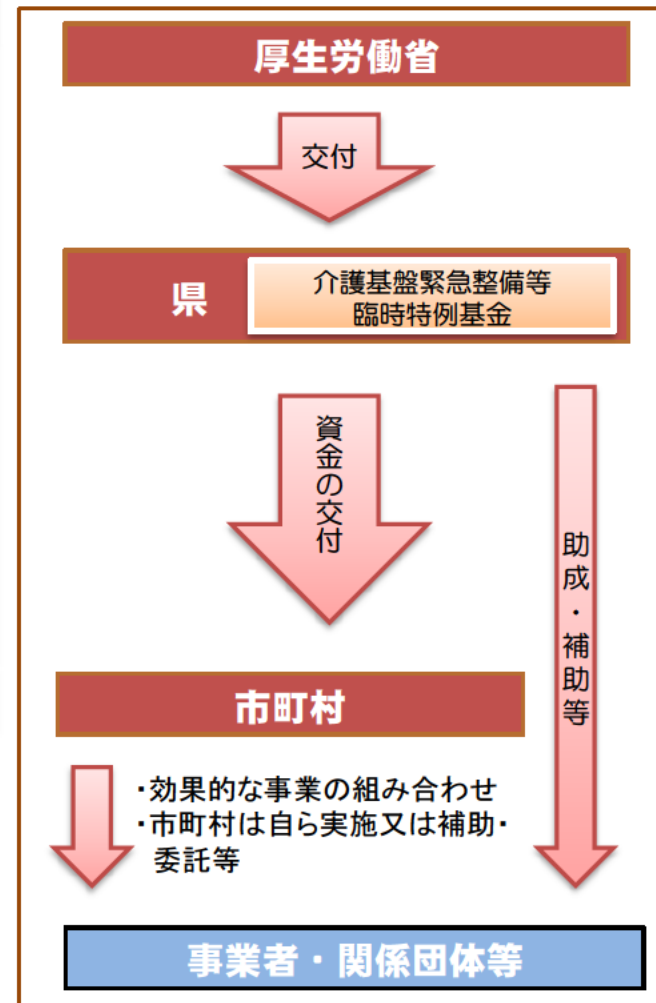 厚生労働省
交付
県
介護基盤緊急整備等
臨時特例基金
資金の交付
助成・補助等
市町村
・効果的な事業の組み合わせ
・市町村は自ら実施又は補助・
委託等
事業者・関係団体等